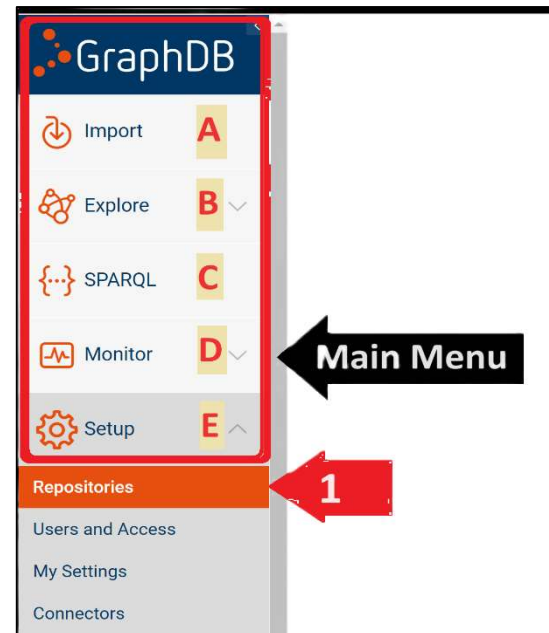 GraphDB
Import A
Explore B
{···} SPARQL C
Monitor D
Main Menu
Setup E
Repositories
1
Users and Access
My Settings
Connectors